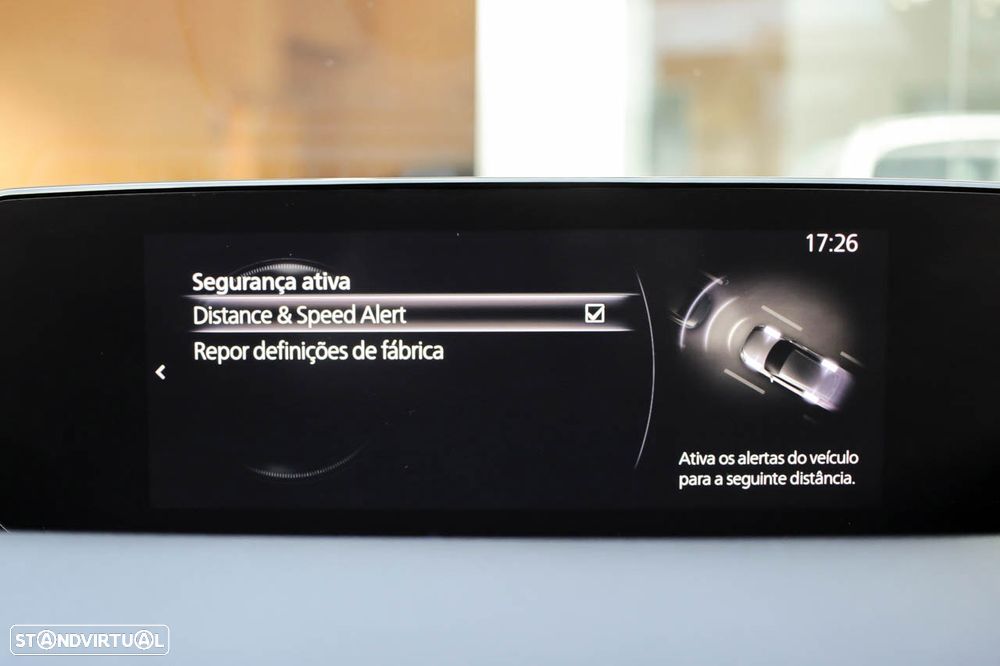 17:26
Segurança ativa
Distance & Speed Alert
Repor definições de fábrica
Ativa os alertas do veículo
para a seguinte distância.
STANDVIRTUAL